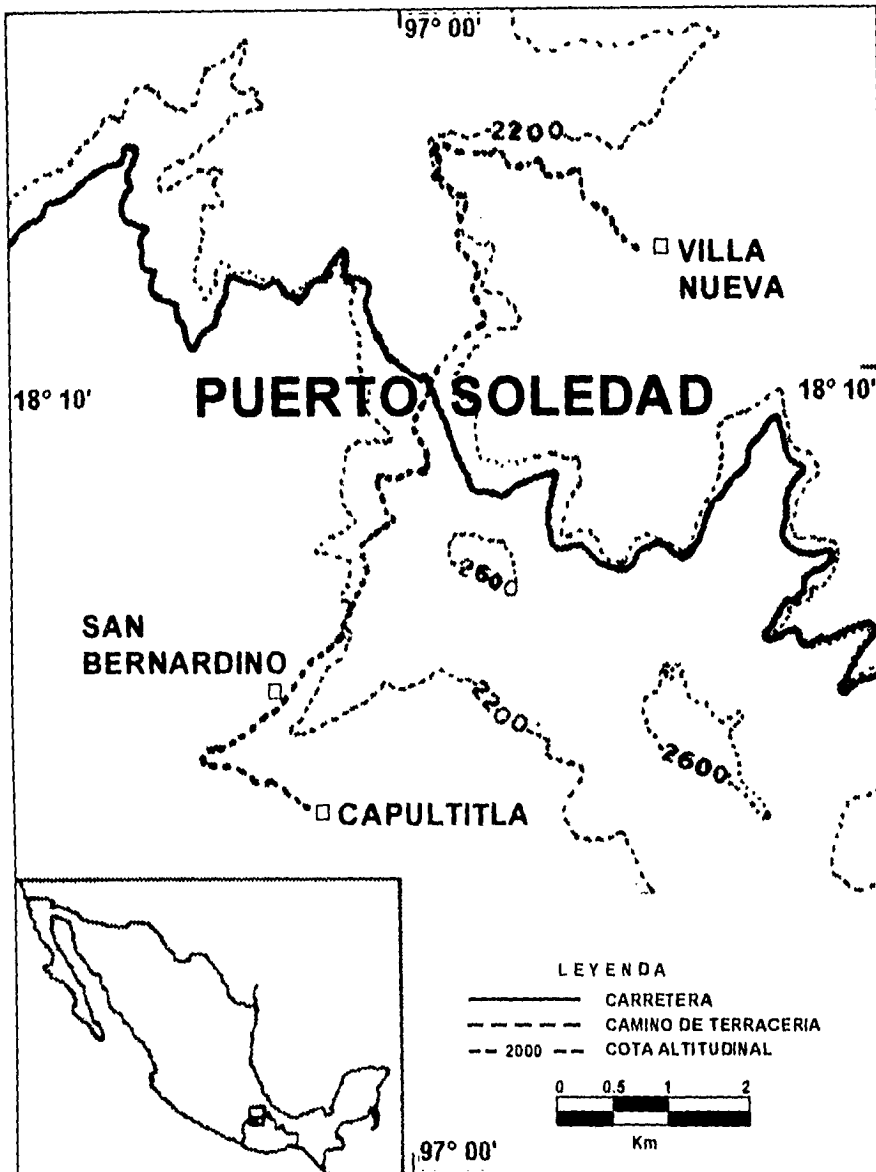 97° 00'
2200
VILLA
NUEVA
18° 10'
PUERTO SOLEDAD
18° 10'
2600
SAN
BERNARDINO
2200
2600
CAPULTITLA
LEYENDA
CARRETERA
CAMINO DE TERRACERIA
2000 COTA ALTITUDINAL
0 0.5 1 2
Km
97° 00'